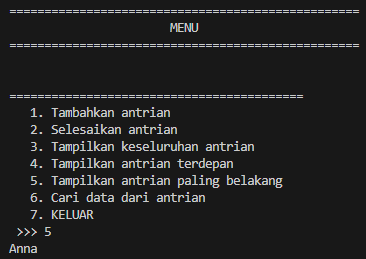 ==================================================
MENU
==================================================
==========================================
1. Tambahkan antrian
2. Selesaikan antrian
3. Tampilkan keseluruhan antrian
4. Tampilkan antrian terdepan
5. Tampilkan antrian paling belakang
6. Cari data dari antrian
7. KELUAR
>>> 5
Anna